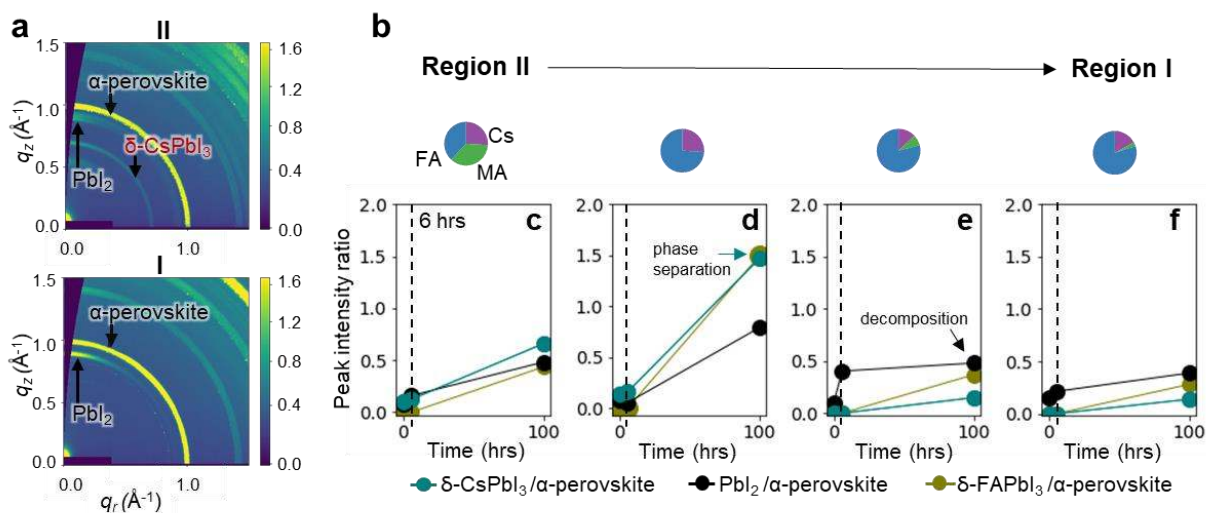 a
II
1.5
1.0
0.5
0.0
qz (Å-1)
α-perovskite
δ-CsPbI3
PbI2
0.0
1.0
1.6
1.2
0.8
0.4
0.0
I
1.5
1.0
0.5
0.0
qz (Å-1)
α-perovskite
PbI2
0.0
1.0
qr (Å-1)
1.6
1.2
0.8
0.4
0.0
b
Region II
Region I
Cs
FA
MA
Peak intensity ratio
2.0
1.5
1.0
0.5
0.0
6 hrs
c
0
100
Time (hrs)
2.0
1.5
1.0
0.5
0.0
d
phase
separation
0
100
Time (hrs)
2.0
1.5
1.0
0.5
0.0
e
decomposition
0
100
Time (hrs)
2.0
1.5
1.0
0.5
0.0
f
0
100
Time (hrs)
δ-CsPbI3/α-perovskite
PbI2/α-perovskite
δ-FAPbI3/α-perovskite